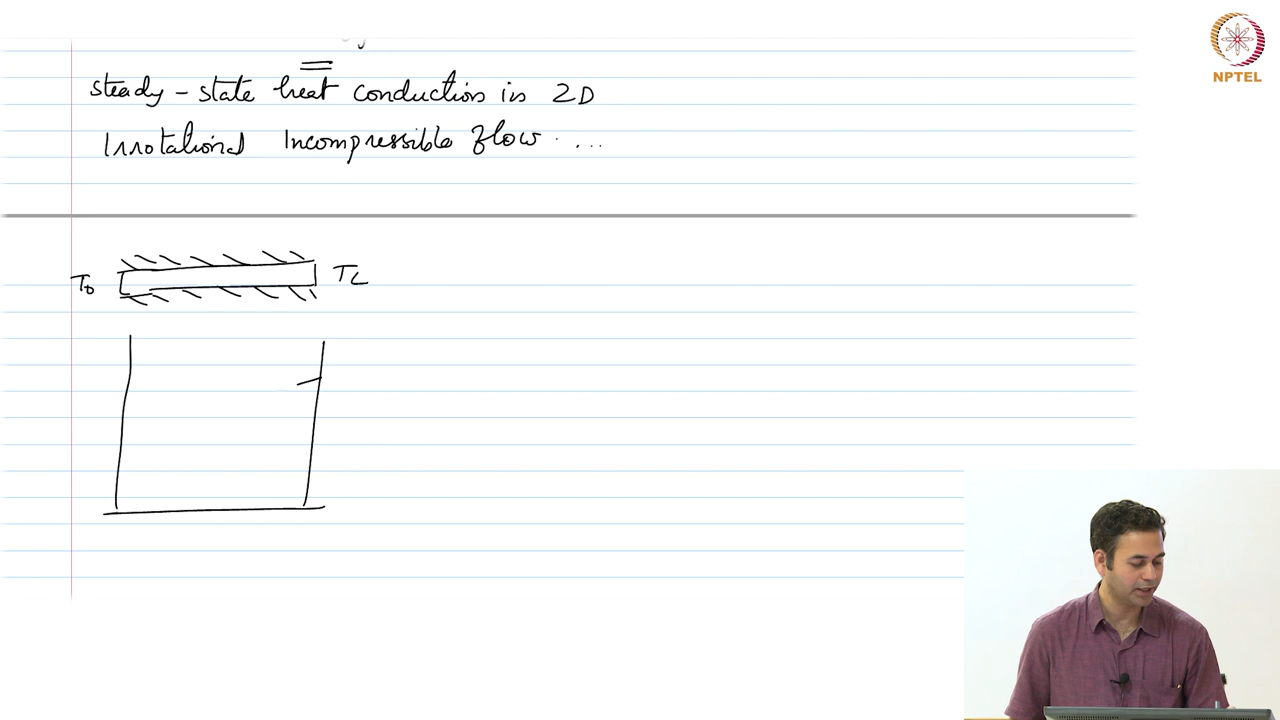 steady-state heat conduction in 2D
Irrotational Incompressible flow ...
T0 TL
NPTEL